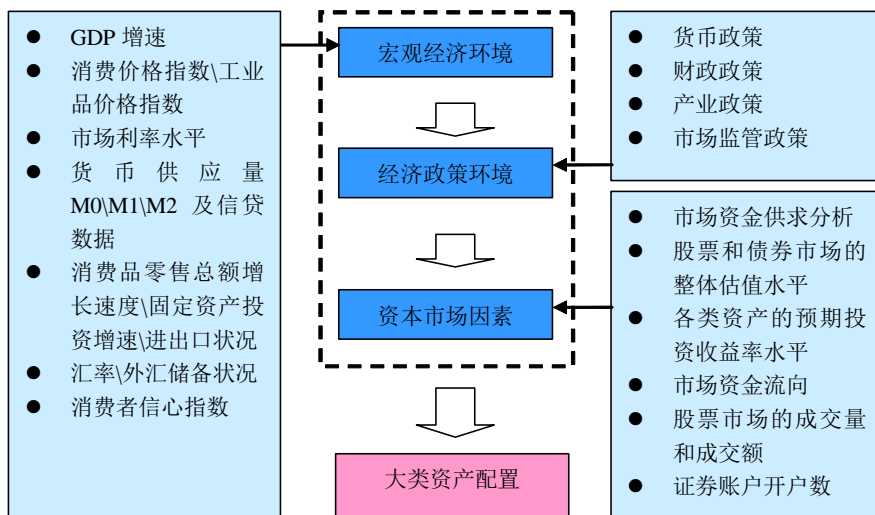 ● GDP 增速
● 消费价格指数\工业
品价格指数
● 市场利率水平
● 货币供应量
M0\M1\M2 及信贷
数据
● 消费品零售总额增
长速度\固定资产投
资增速\进出口状况
● 汇率\外汇储备状况
● 消费者信心指数
宏观经济环境
经济政策环境
资本市场因素
大类资产配置
● 货币政策
● 财政政策
● 产业政策
● 市场监管政策
● 市场资金供求分析
● 股票和债券市场的
整体估值水平
● 各类资产的预期投
资收益率水平
● 市场资金流向
● 股票市场的成交量
和成交额
● 证券账户开户数